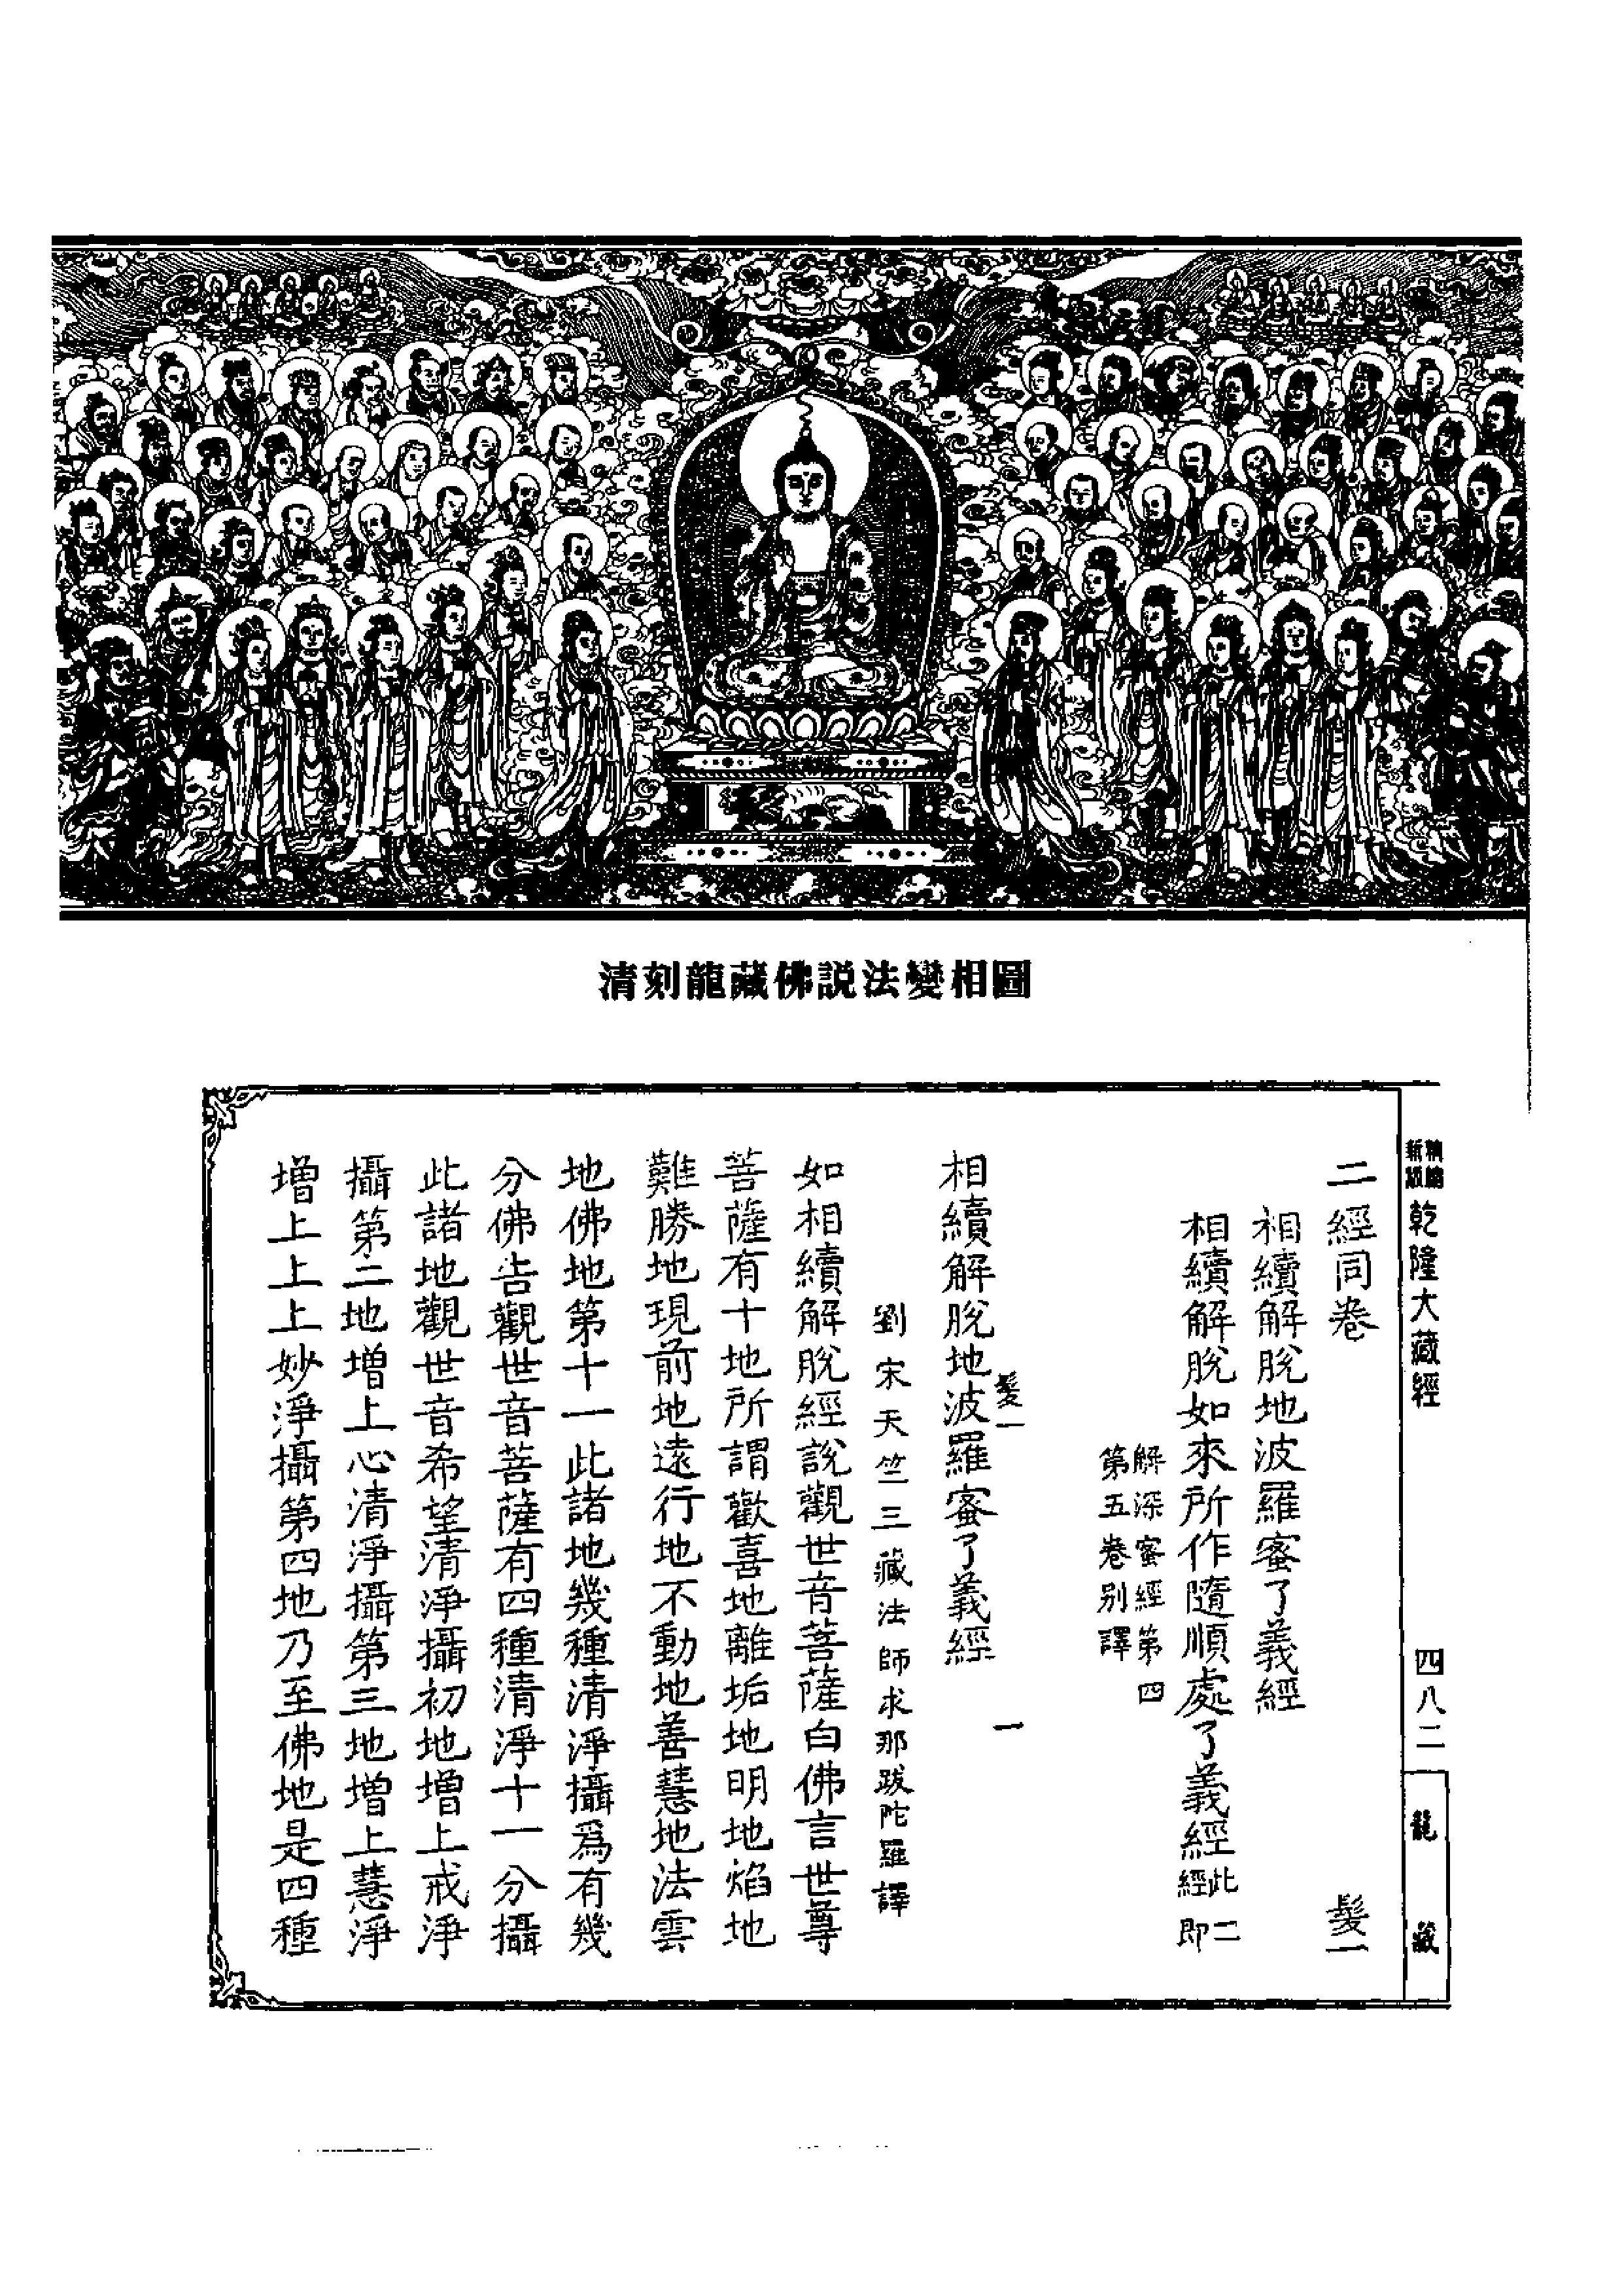 清刻龍藏佛説法變相圖
新編
新版
乾隆大藏經
四八二
龍藏
二經同卷
髮一
相續解脫地波羅蜜了義經
相續解脫如來所作隨順處了義經此二經即
解深蜜經第四
第五卷别譯
髮一
一
相續解脫地波羅蜜了義經
劉宋天竺三藏法師求那跋陀羅譯
如相續解脫經說觀世音菩薩白佛言世尊
菩薩有十地所謂歡喜地離垢地明地焰地
難勝地現前地遠行地不動地善慧地法雲
地佛地第十一此諸地幾種清淨攝爲有幾
分佛告觀世音菩薩有四種清淨十一分攝
此諸地觀世音希望清淨攝初地增上戒淨
攝第二地增上心清淨攝第三地增上慧淨
增上上上妙淨攝第四地乃至佛地是四種